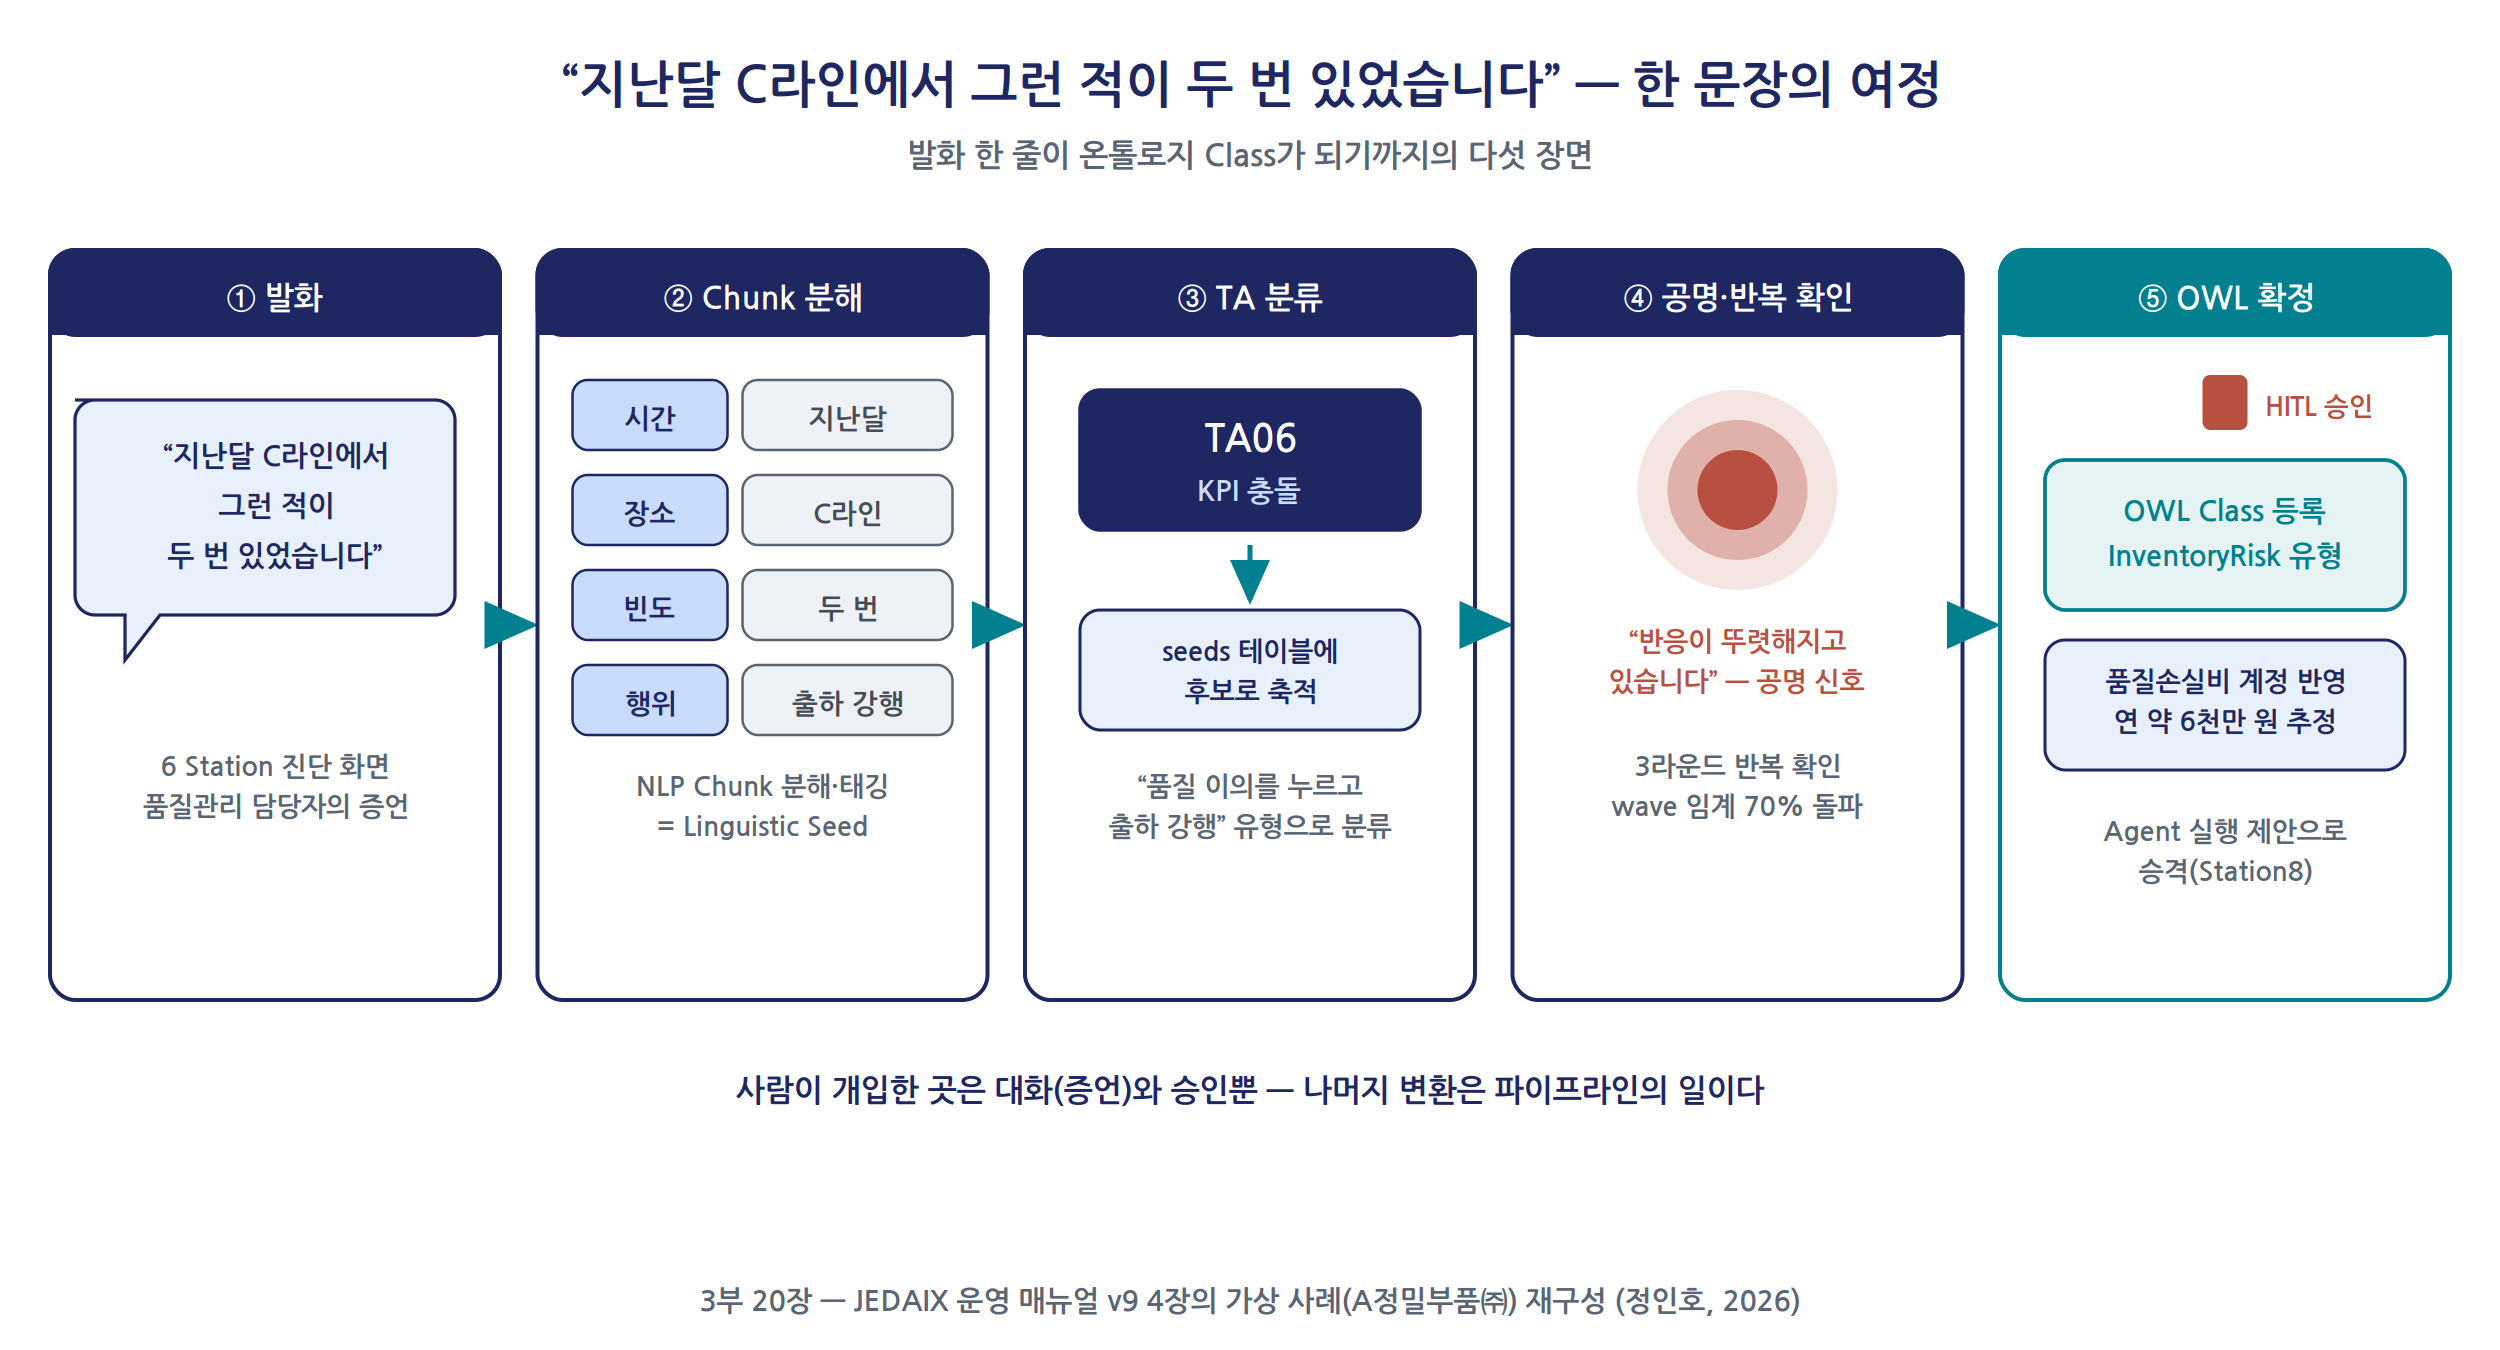 “지난달 C라인에서 그런 적이 두 번 있었습니다” — 한 문장의 여정
발화 한 줄이 온톨로지 Class가 되기까지의 다섯 장면
① 발화
“지난달 C라인에서
그런 적이
두 번 있었습니다”
6 Station 진단 화면
품질관리 담당자의 증언
② Chunk 분해
시간 지난달
장소 C라인
빈도 두 번
행위 출하 강행
NLP Chunk 분해·태깅
= Linguistic Seed
③ TA 분류
TA06
KPI 충돌
seeds 테이블에
후보로 축적
“품질 이의를 누르고
출하 강행” 유형으로 분류
④ 공명·반복 확인
“반응이 뚜렷해지고
있습니다” — 공명 신호
3라운드 반복 확인
wave 임계 70% 돌파
⑤ OWL 확정
HITL 승인
OWL Class 등록
InventoryRisk 유형
품질손실비 계정 반영
연 약 6천만 원 추정
Agent 실행 제안으로
승격(Station8)
사람이 개입한 곳은 대화(증언)와 승인뿐 — 나머지 변환은 파이프라인의 일이다
3부 20장 — JEDAIX 운영 매뉴얼 v9 4장의 가상 사례(A정밀부품㈜) 재구성 (정인호, 2026)